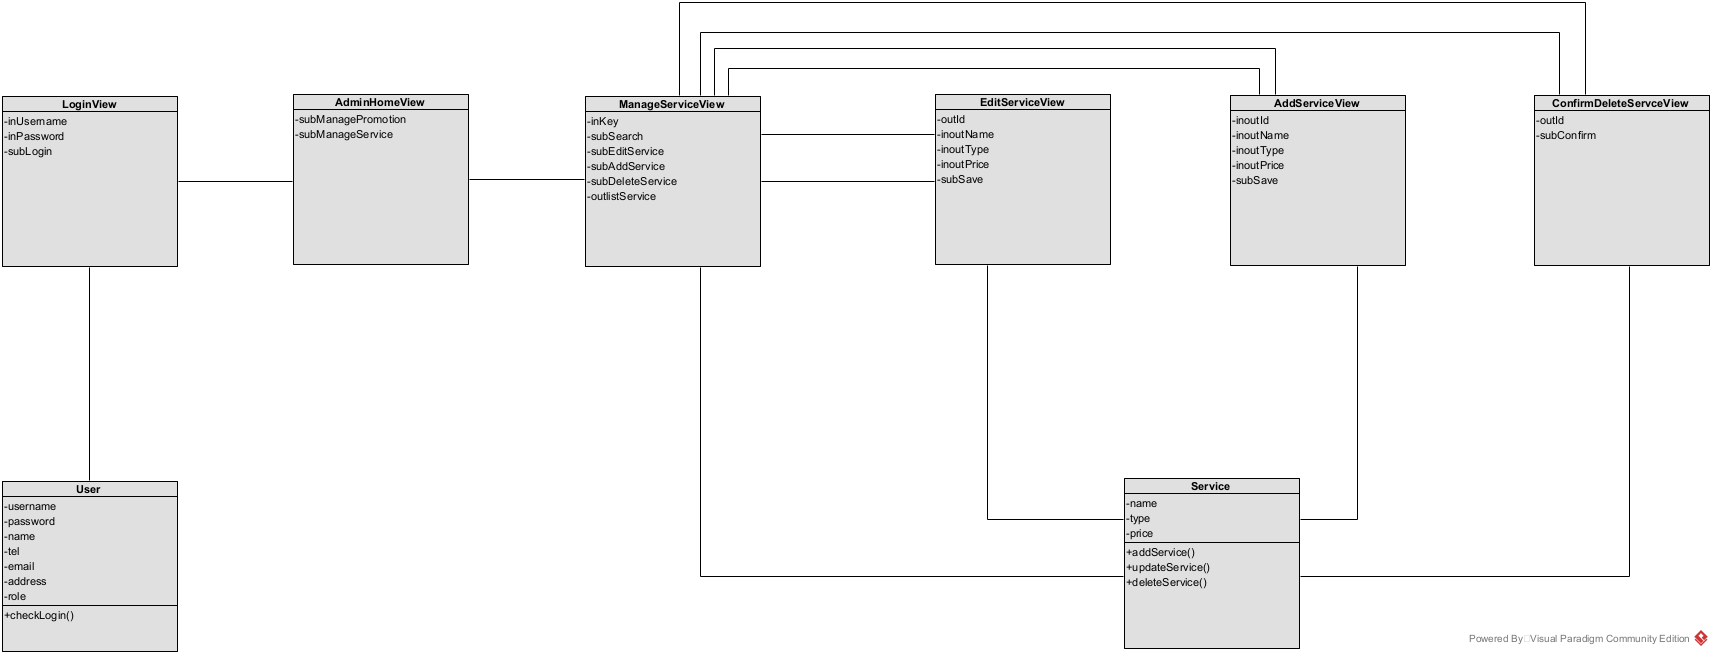 LoginView
-inUsername
-inPassword
-subLogin
AdminHomeView
-subManagePromotion
-subManageService
ManageServiceView
-inKey
-subSearch
-subEditService
-subAddService
-subDeleteService
-outlistService
EditServiceView
-outId
-inoutName
-inoutType
-inoutPrice
-subSave
AddServiceView
-inoutId
-inoutName
-inoutType
-inoutPrice
-subSave
ConfirmDeleteServceView
-outId
-subConfirm
User
-username
-password
-name
-tel
-email
-address
-role
+checkLogin()
Service
-name
-type
-price
+addService()
+updateService()
+deleteService()
Powered By Visual Paradigm Community Edition